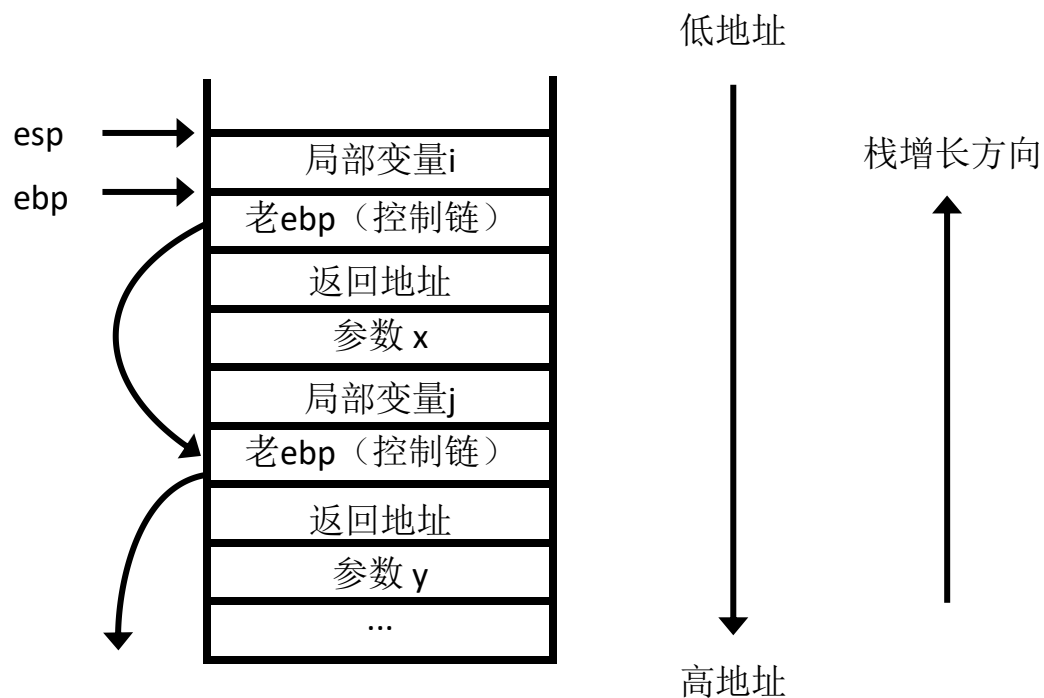 低地址
esp
局部变量i
栈增长方向
ebp
老ebp（控制链）
返回地址
参数 x
局部变量j
老ebp（控制链）
返回地址
参数 y
...
高地址